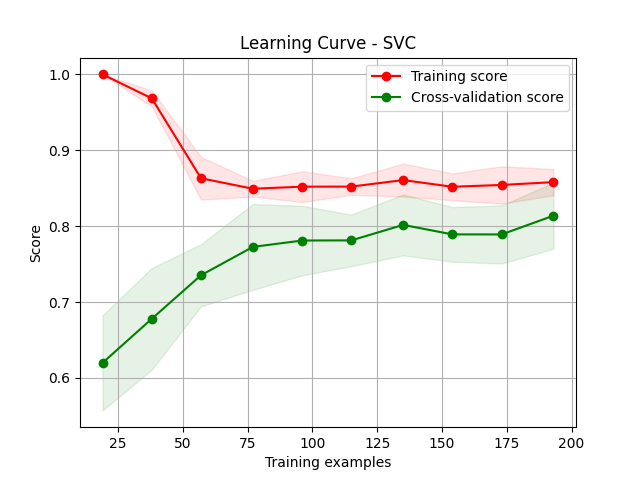 Learning Curve - SVC
Training score
Cross-validation score
1.0
0.9
0.8
0.7
0.6
Score
25 50 75 100 125 150 175 200
Training examples